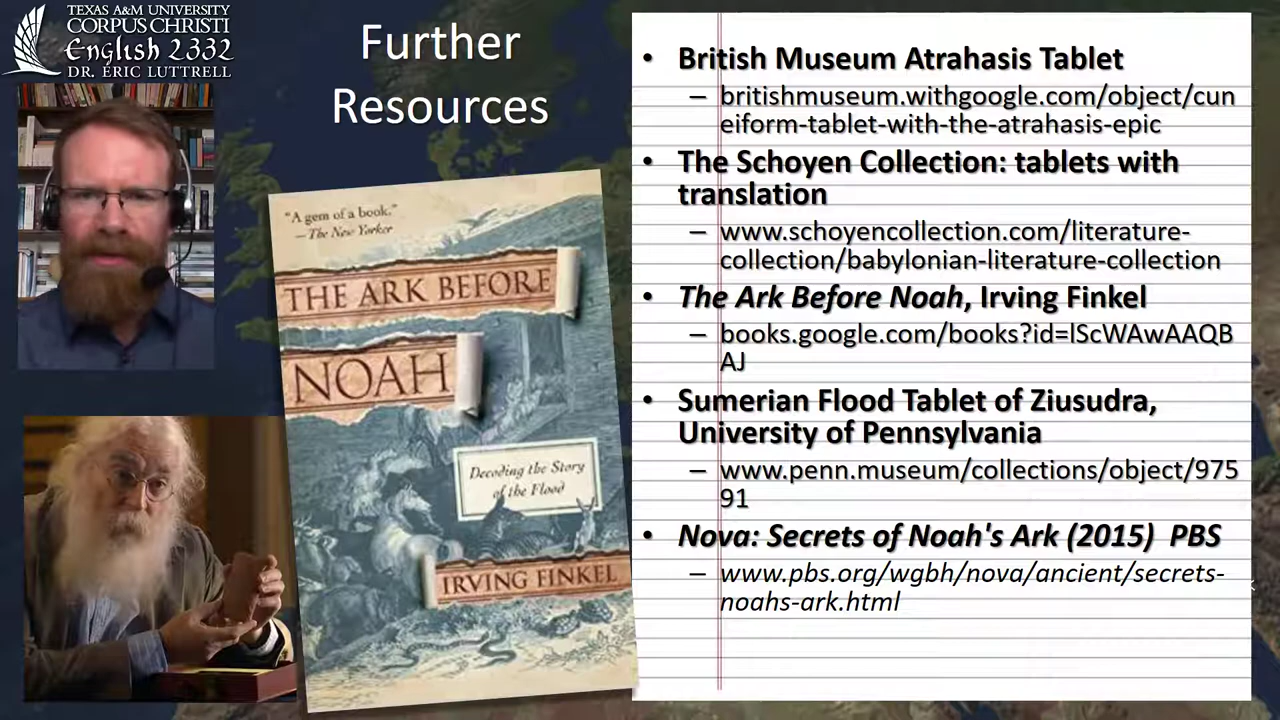 TEXAS A&M UNIVERSITY
CORPUS CHRISTI
English 2332
DR. ERIC LUTTRELL
Further
Resources
"A gem of a book."
—The New Yorker
THE ARK BEFORE
NOAH
Decoding the Story
of the Flood
IRVING FINKEL
• British Museum Atrahasis Tablet
– britishmuseum.withgoogle.com/object/cun
eiform-tablet-with-the-atrahasis-epic
• The Schoyen Collection: tablets with
translation
– www.schoyencollection.com/literature-
collection/babylonian-literature-collection
• The Ark Before Noah, Irving Finkel
– books.google.com/books?id=lScWAwAAQB
AJ
• Sumerian Flood Tablet of Ziusudra,
University of Pennsylvania
– www.penn.museum/collections/object/975
91
• Nova: Secrets of Noah's Ark (2015)  PBS
– www.pbs.org/wgbh/nova/ancient/secrets-
noahs-ark.html